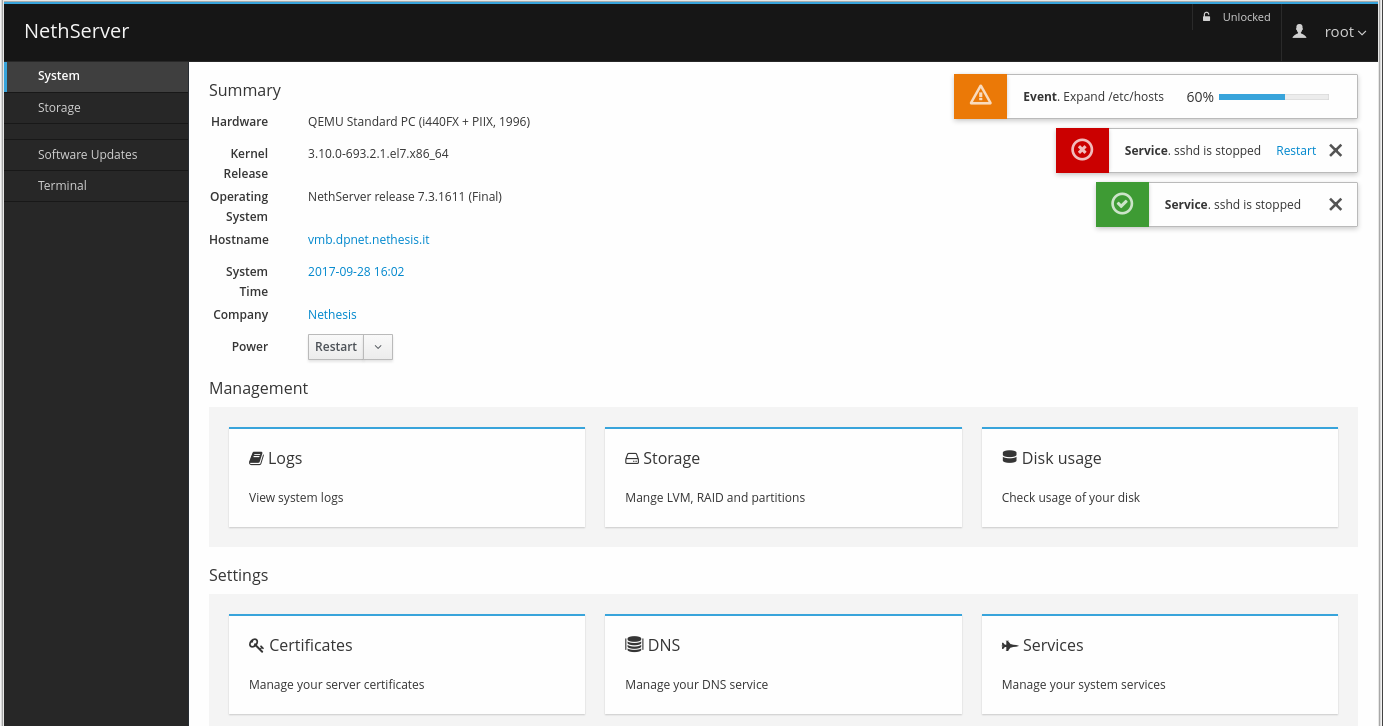 NethServer
Unlocked
root
System
Storage
Software Updates
Terminal
Summary
Hardware QEMU Standard PC (i440FX + PIIX, 1996)
Kernel Release 3.10.0-693.2.1.el7.x86_64
Operating System NethServer release 7.3.1611 (Final)
Hostname vmb.dpnet.nethesis.it
System Time 2017-09-28 16:02
Company Nethesis
Power Restart
Event. Expand /etc/hosts 60%
Service. sshd is stopped Restart
Service. sshd is stopped
Management
Logs
View system logs
Storage
Mange LVM, RAID and partitions
Disk usage
Check usage of your disk
Settings
Certificates
Manage your server certificates
DNS
Manage your DNS service
Services
Manage your system services